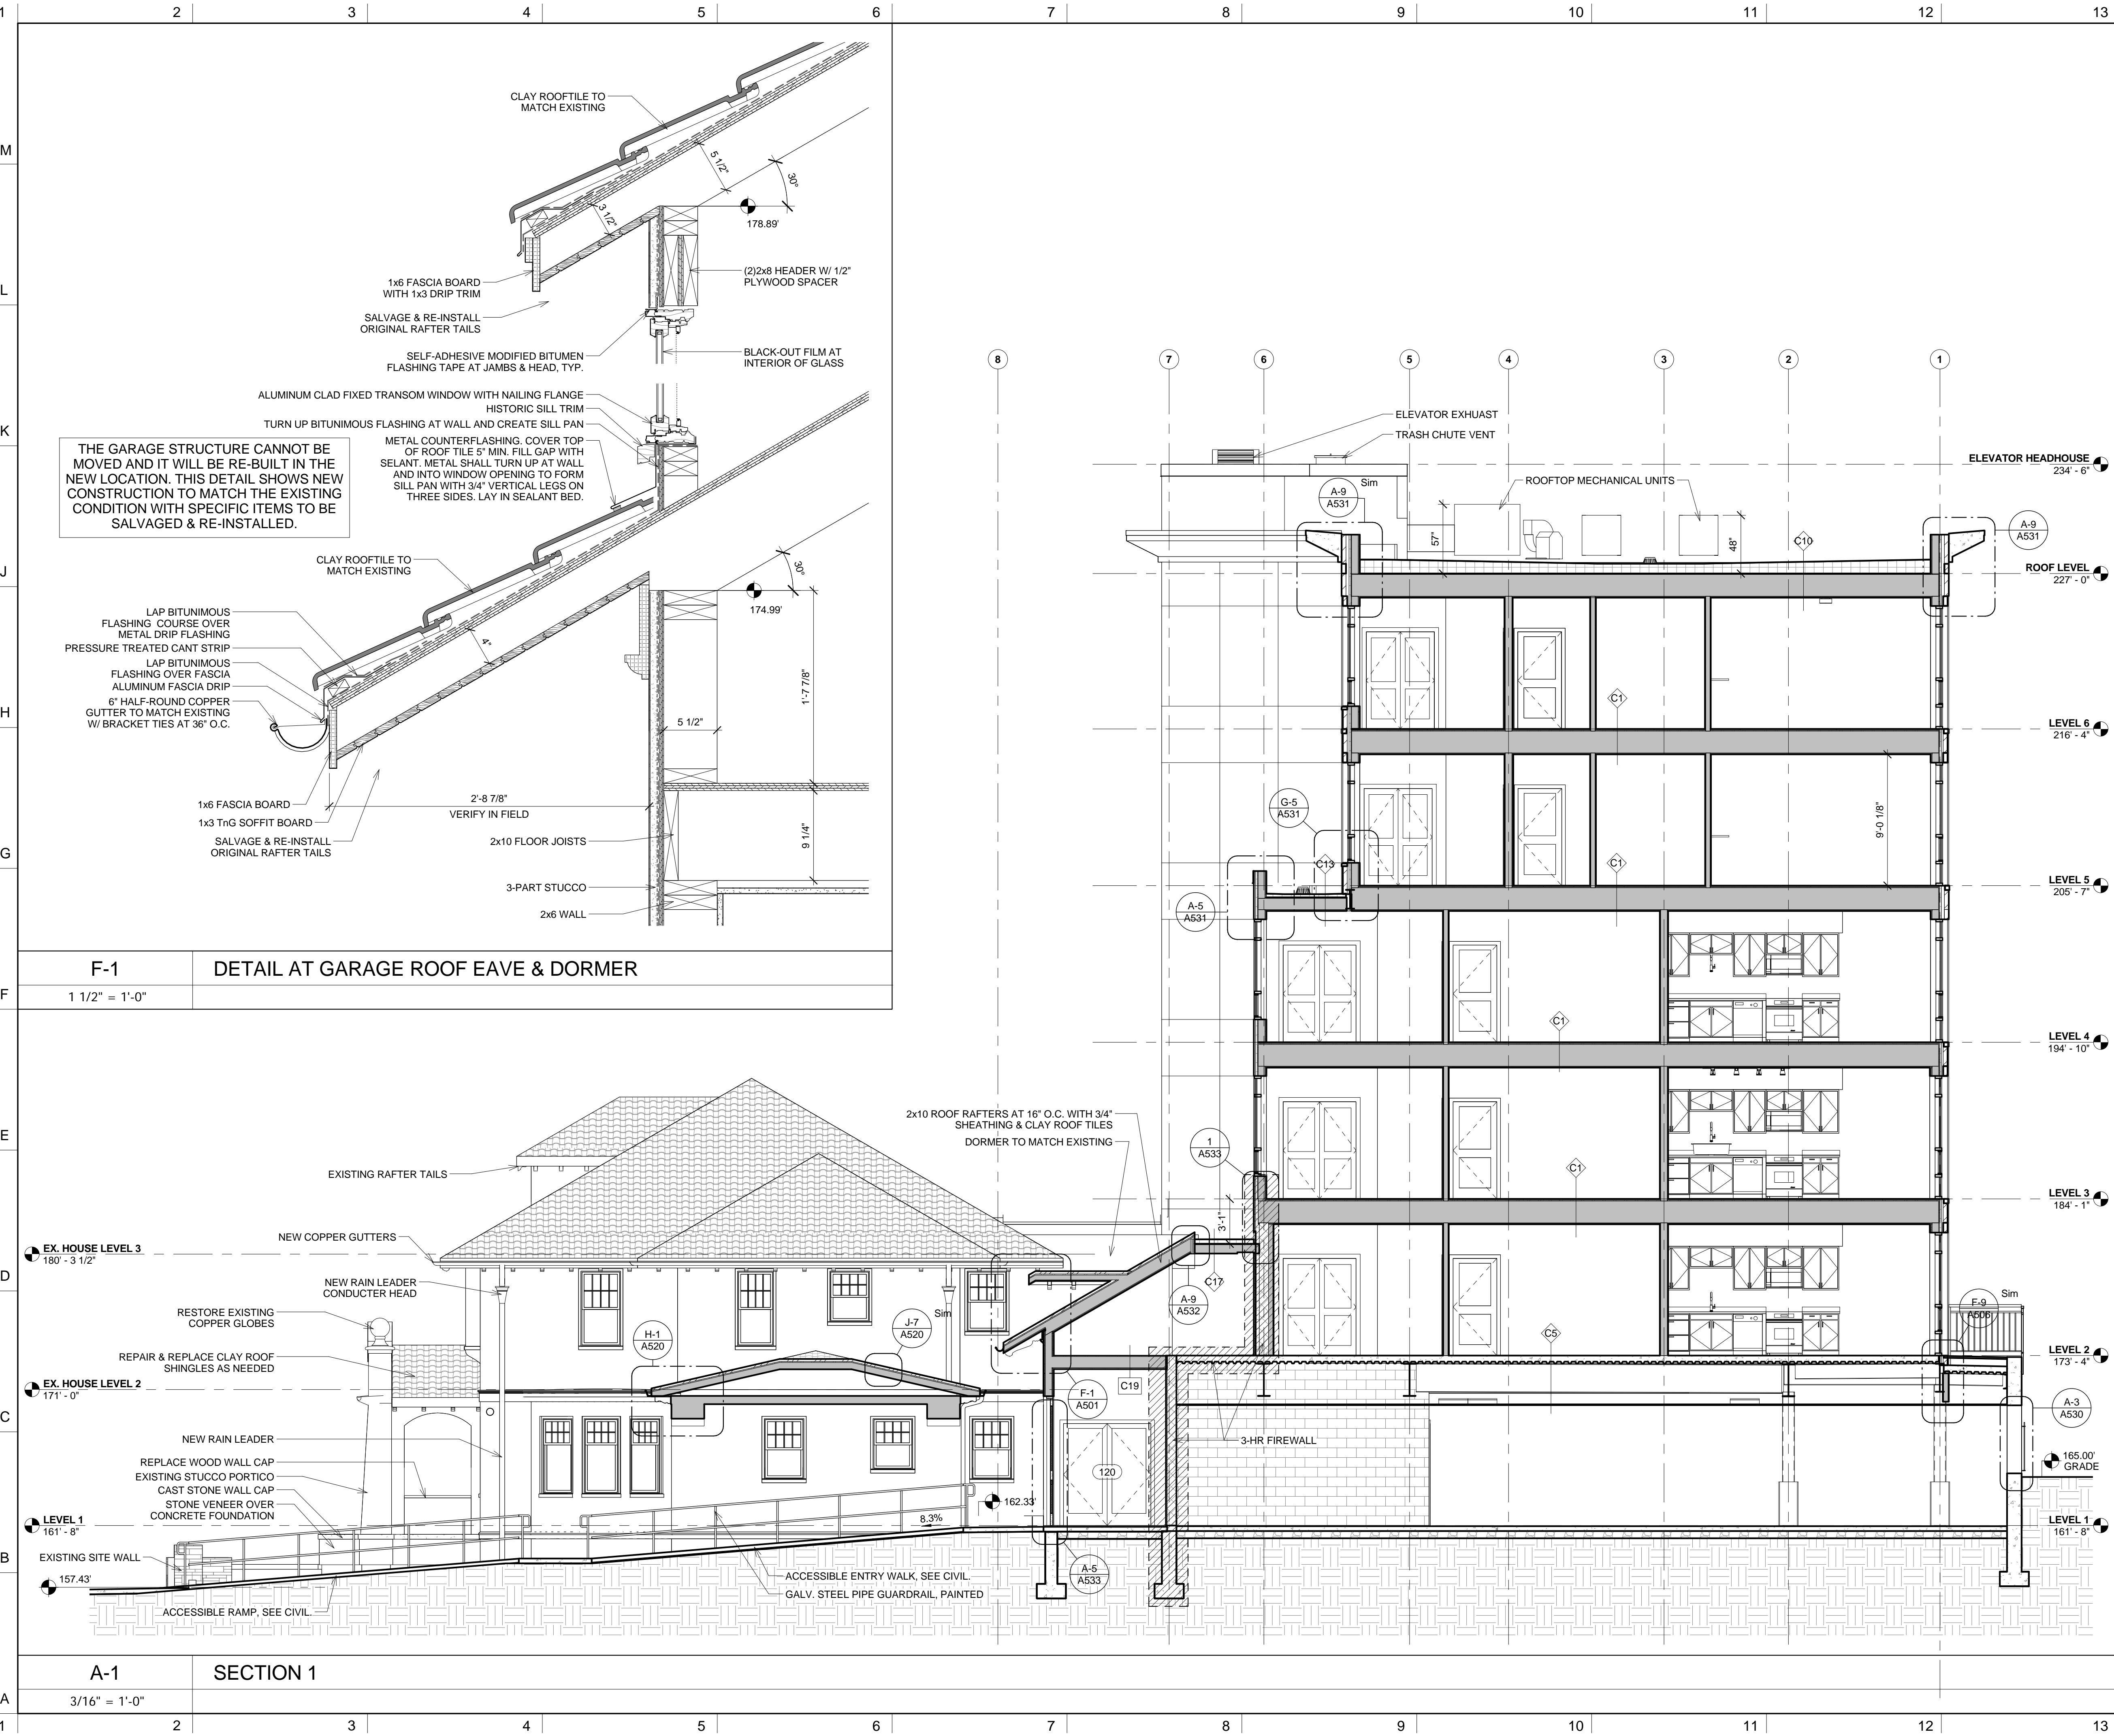 1 2 3 4 5 6 7 8 9 10 11 12 13
M
L
K
J
H
G
F
E
D
C
B
A
CLAY ROOFTILE TO
MATCH EXISTING
5 1/2"
30°
3 1/2"
178.89'
(2)2x8 HEADER W/ 1/2"
PLYWOOD SPACER
1x6 FASCIA BOARD
WITH 1x3 DRIP TRIM
SALVAGE & RE-INSTALL
ORIGINAL RAFTER TAILS
SELF-ADHESIVE MODIFIED BITUMEN
FLASHING TAPE AT JAMBS & HEAD, TYP.
BLACK-OUT FILM AT
INTERIOR OF GLASS
ALUMINUM CLAD FIXED TRANSOM WINDOW WITH NAILING FLANGE
HISTORIC SILL TRIM
TURN UP BITUNIMOUS FLASHING AT WALL AND CREATE SILL PAN
METAL COUNTERFLASHING. COVER TOP
OF ROOF TILE 5" MIN. FILL GAP WITH
SELANT. METAL SHALL TURN UP AT WALL
AND INTO WINDOW OPENING TO FORM
SILL PAN WITH 3/4" VERTICAL LEGS ON
THREE SIDES. LAY IN SEALANT BED.
THE GARAGE STRUCTURE CANNOT BE
MOVED AND IT WILL BE RE-BUILT IN THE
NEW LOCATION. THIS DETAIL SHOWS NEW
CONSTRUCTION TO MATCH THE EXISTING
CONDITION WITH SPECIFIC ITEMS TO BE
SALVAGED & RE-INSTALLED.
CLAY ROOFTILE TO
MATCH EXISTING
30°
174.99'
LAP BITUNIMOUS
FLASHING COURSE OVER
METAL DRIP FLASHING
PRESSURE TREATED CANT STRIP
LAP BITUNIMOUS
FLASHING OVER FASCIA
ALUMINUM FASCIA DRIP
6" HALF-ROUND COPPER
GUTTER TO MATCH EXISTING
W/ BRACKET TIES AT 36" O.C.
4"
1'-7 7/8"
5 1/2"
1x6 FASCIA BOARD
1x3 TnG SOFFIT BOARD
SALVAGE & RE-INSTALL
ORIGINAL RAFTER TAILS
2'-8 7/8"
VERIFY IN FIELD
2x10 FLOOR JOISTS
9 1/4"
3-PART STUCCO
2x6 WALL
F-1
DETAIL AT GARAGE ROOF EAVE & DORMER
1 1/2" = 1'-0"
8 7 6 5 4 3 2 1
ELEVATOR EXHUAST
TRASH CHUTE VENT
ELEVATOR HEADHOUSE
234' - 6"
ROOFTOP MECHANICAL UNITS
A-9
A531
Sim
57"
48"
C10
A-9
A531
ROOF LEVEL
227' - 0"
C1
LEVEL 6
216' - 4"
G-5
A531
C13
C1
9'-0 1/8"
LEVEL 5
205' - 7"
A-5
A531
C1
LEVEL 4
194' - 10"
2x10 ROOF RAFTERS AT 16" O.C. WITH 3/4"
SHEATHING & CLAY ROOF TILES
DORMER TO MATCH EXISTING
1
A533
C1
LEVEL 3
184' - 1"
3'-1"
EXISTING RAFTER TAILS
NEW COPPER GUTTERS
EX. HOUSE LEVEL 3
180' - 3 1/2"
NEW RAIN LEADER
CONDUCTER HEAD
RESTORE EXISTING
COPPER GLOBES
REPAIR & REPLACE CLAY ROOF
SHINGLES AS NEEDED
H-1
A520
J-7
A520
Sim
C17
A-9
A532
C5
F-9
A506
Sim
LEVEL 2
173' - 4"
EX. HOUSE LEVEL 2
171' - 0"
F-1
A501
C19
A-3
A530
NEW RAIN LEADER
REPLACE WOOD WALL CAP
EXISTING STUCCO PORTICO
CAST STONE WALL CAP
STONE VENEER OVER
CONCRETE FOUNDATION
3-HR FIREWALL
120
165.00'
GRADE
162.33'
8.3%
LEVEL 1
161' - 8"
LEVEL 1
161' - 8"
EXISTING SITE WALL
157.43'
ACCESSIBLE RAMP, SEE CIVIL.
ACCESSIBLE ENTRY WALK, SEE CIVIL.
GALV. STEEL PIPE GUARDRAIL, PAINTED
A-5
A533
A-1
SECTION 1
3/16" = 1'-0"
1 2 3 4 5 6 7 8 9 10 11 12 13